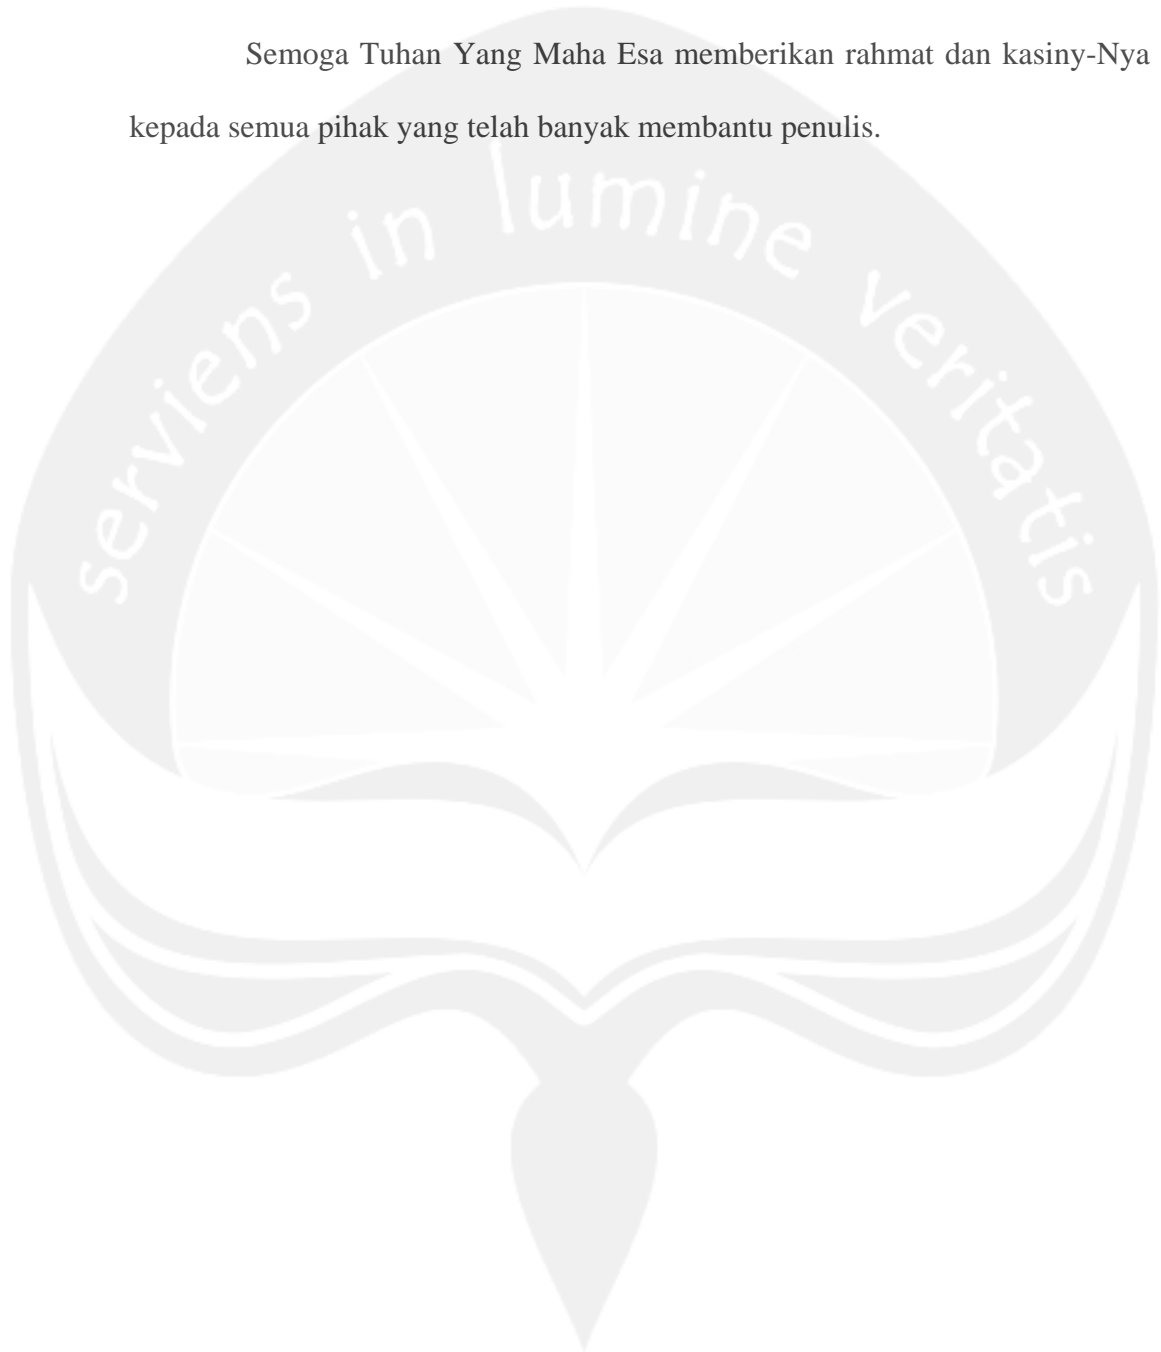 Semoga Tuhan Yang Maha Esa memberikan rahmat dan kasiny-Nya
kepada semua pihak yang telah banyak membantu penulis.
serviens in lumine veritatis